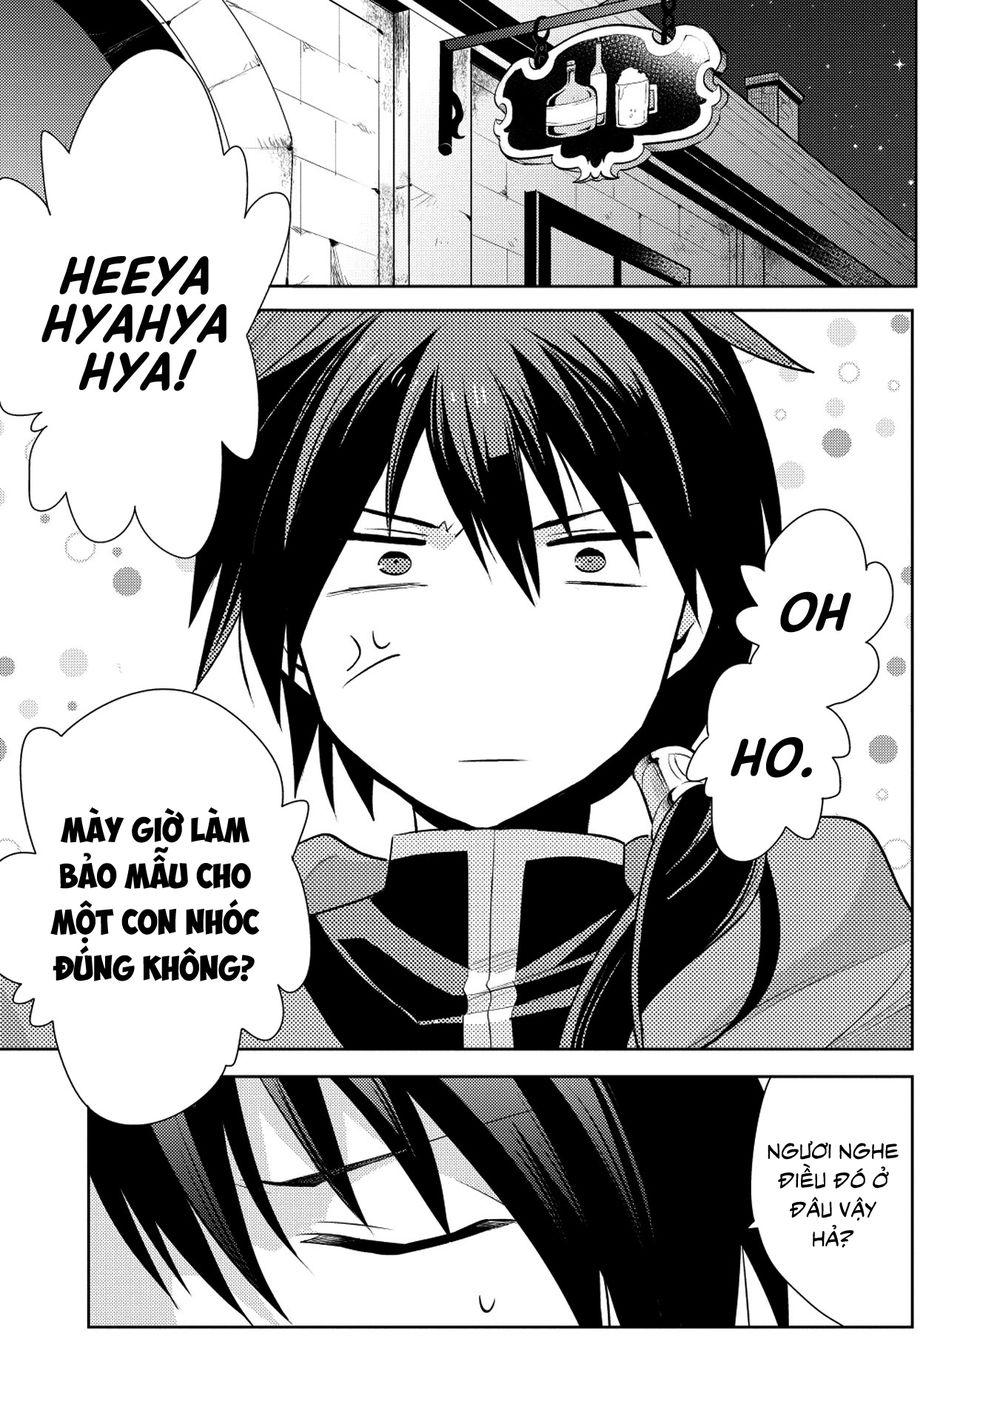 HEEYA
HYAHYA
HYA!
OH
HO.
MÀY GIỜ LÀM
BẢO MẪU CHO
MỘT CON NHÓC
ĐÚNG KHÔNG?
NGƯƠI NGHE
ĐIỀU ĐÓ Ở
ĐÂU VẬY
HẢ?